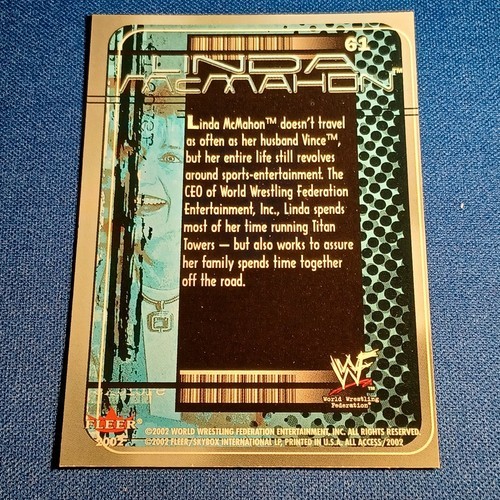 61
LINDA
McMAHON™
Linda McMahon™ doesn't travel
as often as her husband Vince™,
but her entire life still revolves
around sports-entertainment. The
CEO of World Wrestling Federation
Entertainment, Inc., Linda spends
most of her time running Titan
Towers — but also works to assure
her family spends time together
off the road.
WF
World Wrestling
Federation®
FLEER
2002
©2002 WORLD WRESTLING FEDERATION ENTERTAINMENT, INC. ALL RIGHTS RESERVED.
©2002 FLEER/SKYBOX INTERNATIONAL LP, PRINTED IN U.S.A. ALL ACCESS/2002